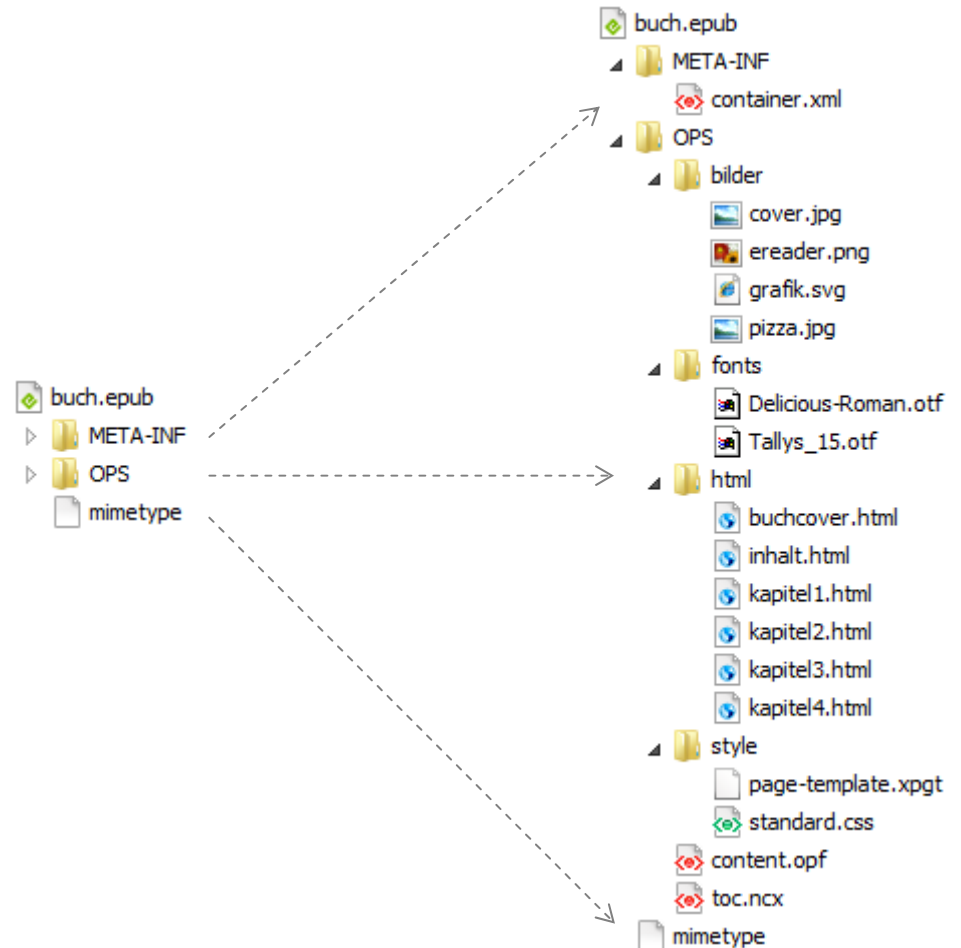 buch.epub
META-INF
OPS
mimetype
buch.epub
META-INF
container.xml
OPS
bilder
cover.jpg
ereader.png
grafik.svg
pizza.jpg
fonts
Delicious-Roman.otf
Tallys_15.otf
html
buchcover.html
inhalt.html
kapitel1.html
kapitel2.html
kapitel3.html
kapitel4.html
style
page-template.xpgt
standard.css
content.opf
toc.ncx
mimetype